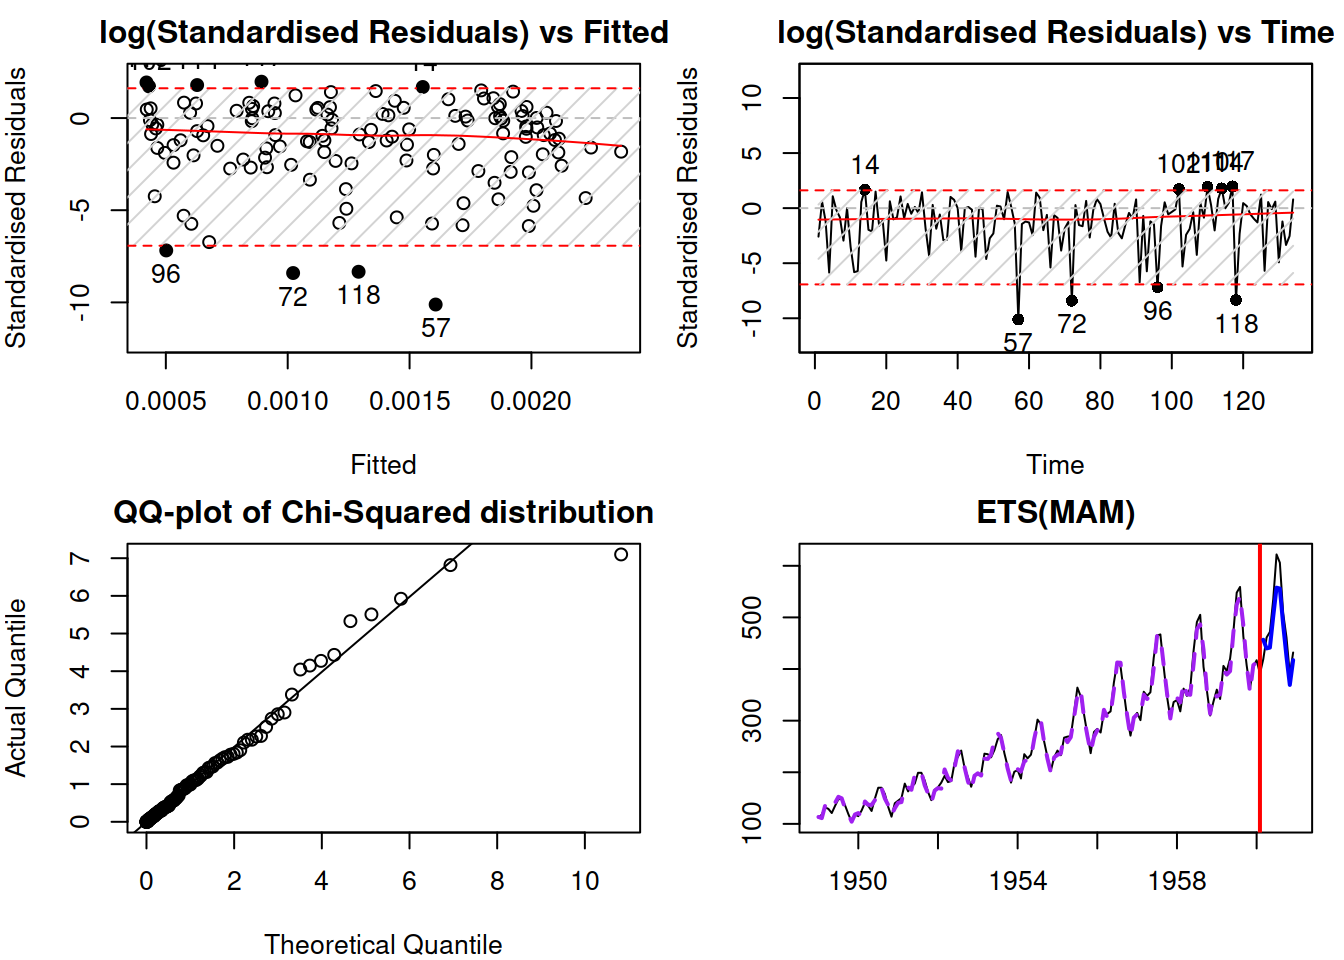 log(Standardised Residuals) vs Fitted
Standardised Residuals
0
-5
-10
14
96
72
118
57
0.0005 0.0010 0.0015 0.0020
Fitted
log(Standardised Residuals) vs Time
Standardised Residuals
10
5
0
-5
-10
14
57
72
96
118
0 20 40 60 80 100 120
Time
QQ-plot of Chi-Squared distribution
Actual Quantile
7
6
5
4
3
2
1
0
0 2 4 6 8 10
Theoretical Quantile
ETS(MAM)
500
300
100
1950 1954 1958